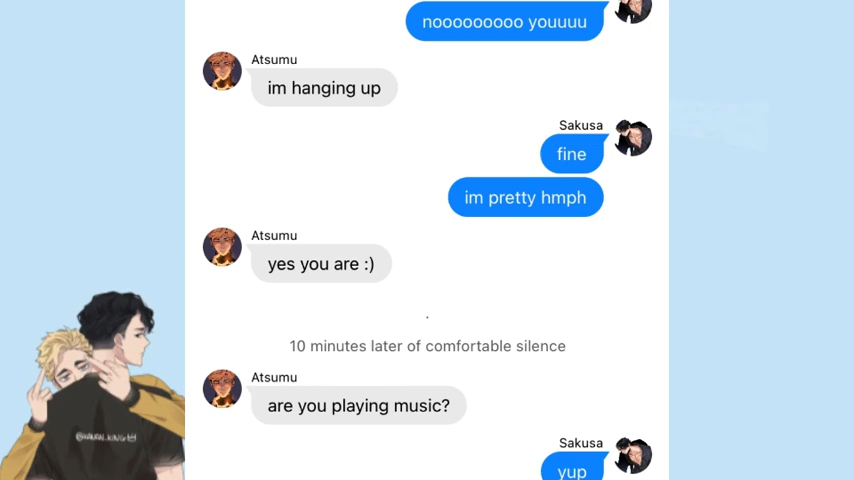 nooooooooo youuuu
Atsumu
im hanging up
Sakusa
fine
im pretty hmph
Atsumu
yes you are :)
.
10 minutes later of comfortable silence
Atsumu
are you playing music?
Sakusa
yup